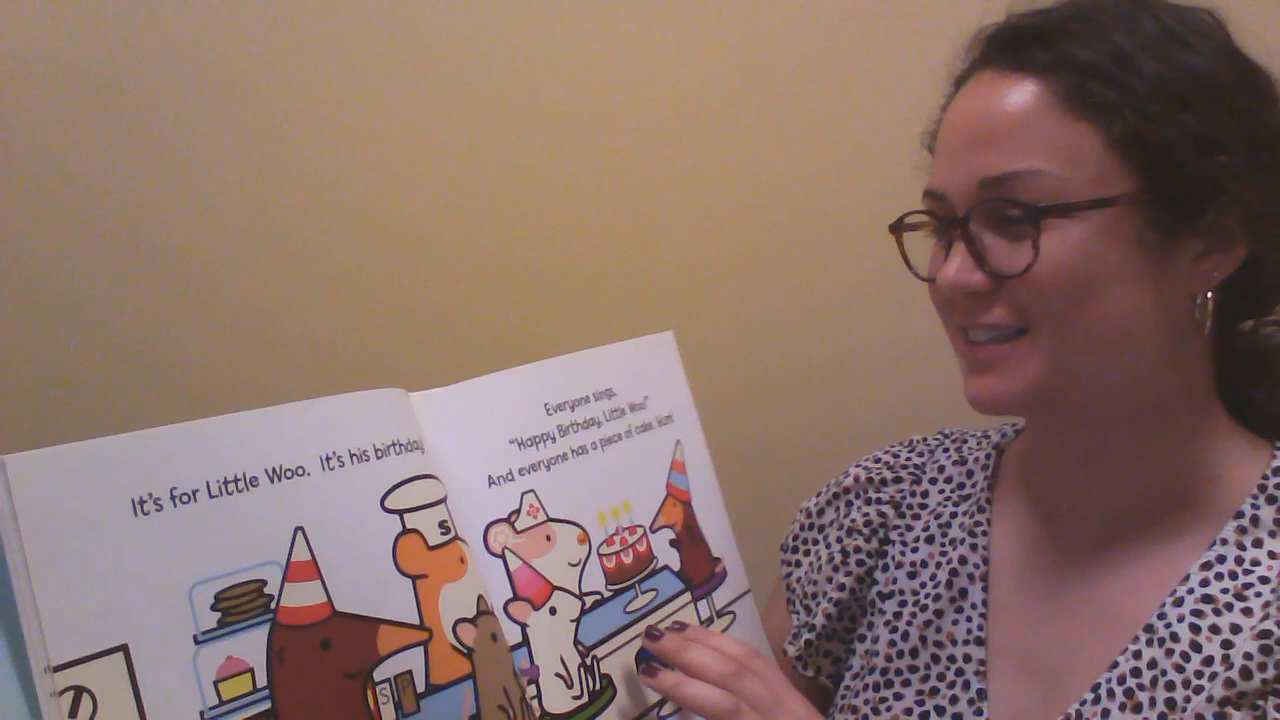 It's for Little Woo. It's his birthday
Everyone sings,
"Happy Birthday, Little Woo!"
And everyone has a piece of cake. Yum!
S
S P